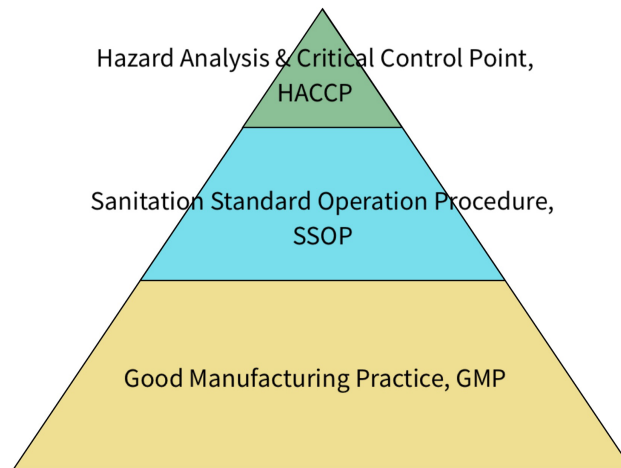 Hazard Analysis & Critical Control Point,
HACCP
Sanitation Standard Operation Procedure,
SSOP
Good Manufacturing Practice, GMP